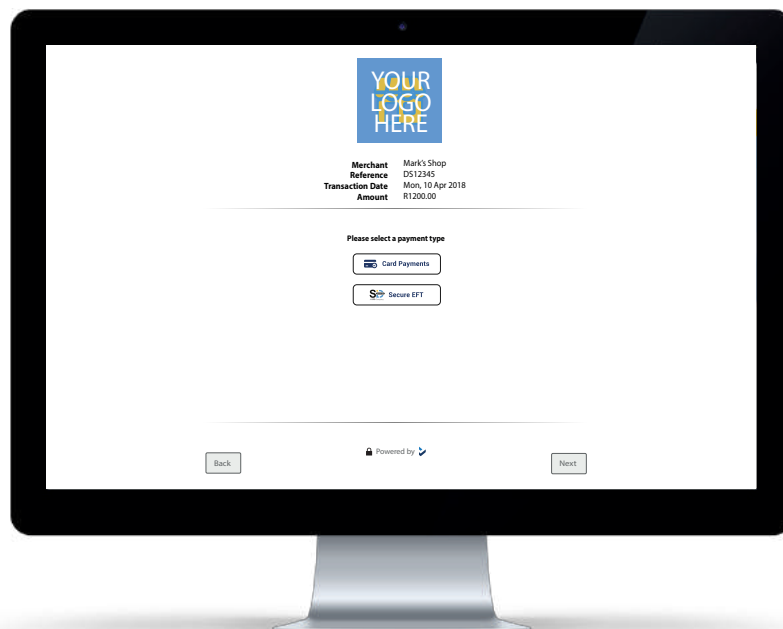 YOUR
LOGO
HERE
Merchant Mark's Shop
Reference DS12345
Transaction Date Mon, 10 Apr 2018
Amount R1200.00
Please select a payment type
Card Payments
Secure EFT
Powered by
Back
Next